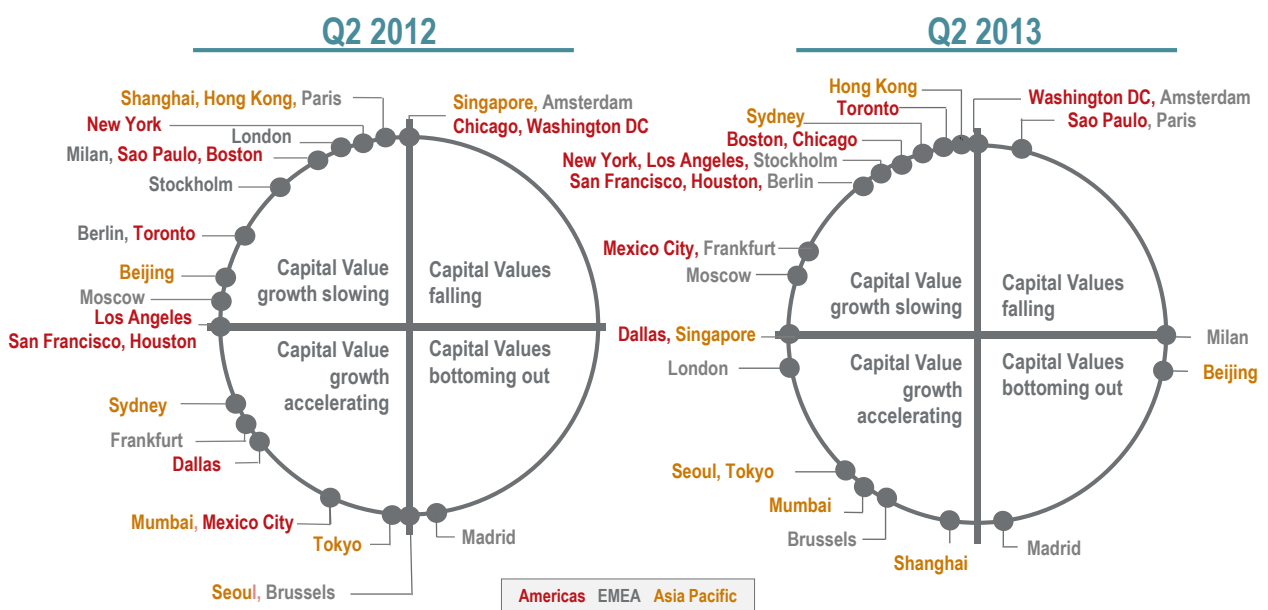 Q2 2012
Shanghai, Hong Kong, Paris
Singapore, Amsterdam
New York
Chicago, Washington DC
London
Milan, Sao Paulo, Boston
Stockholm
Berlin, Toronto
Beijing
Moscow
Los Angeles
San Francisco, Houston
Capital Value
growth slowing
Capital Values
falling
Capital Value
growth
accelerating
Capital Values
bottoming out
Sydney
Frankfurt
Dallas
Mumbai, Mexico City
Tokyo
Madrid
Seoul, Brussels
Q2 2013
Hong Kong
Toronto
Washington DC, Amsterdam
Sydney
Sao Paulo, Paris
Boston, Chicago
New York, Los Angeles, Stockholm
San Francisco, Houston, Berlin
Mexico City, Frankfurt
Moscow
Capital Value
growth slowing
Capital Values
falling
Dallas, Singapore
Milan
London
Beijing
Capital Value
growth
accelerating
Capital Values
bottoming out
Seoul, Tokyo
Mumbai
Brussels
Shanghai
Madrid
Americas EMEA Asia Pacific